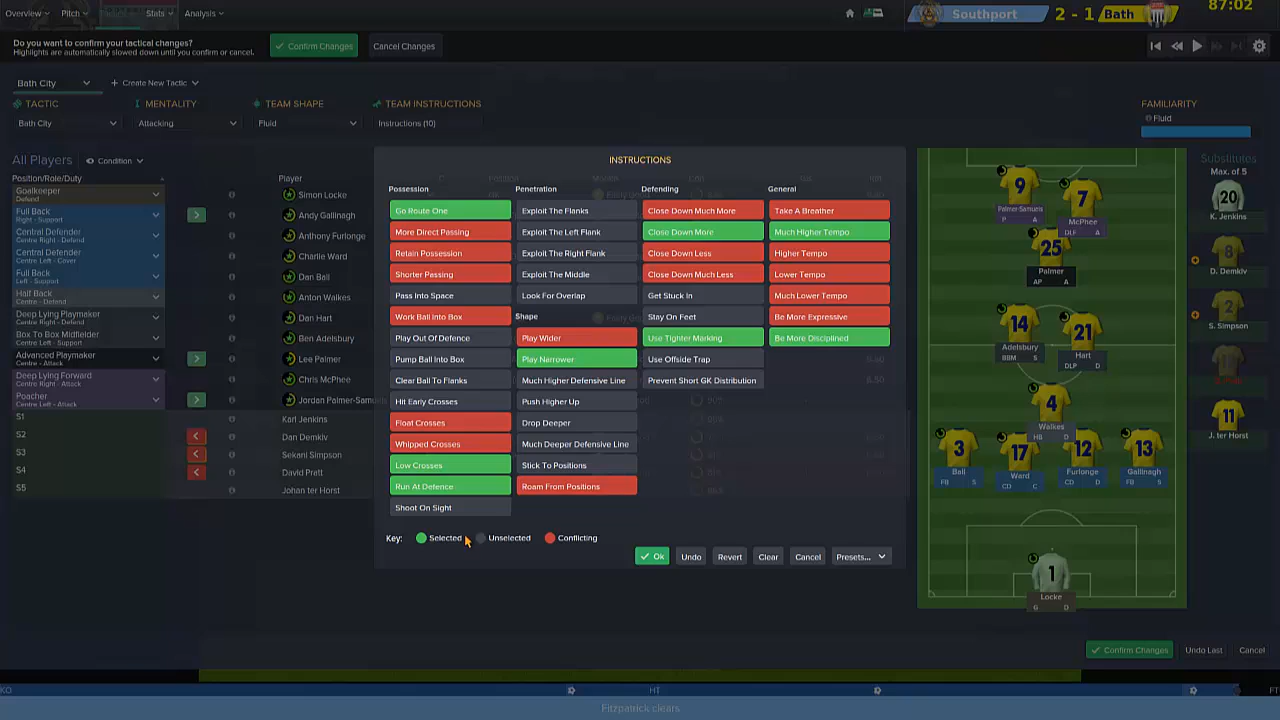 Overview Pitch Tactics Stats Analysis
Southport 2 - 1 Bath 87:02
Do you want to confirm your tactical changes?
Highlights are automatically slowed down until you confirm or cancel.
Confirm Changes Cancel Changes
Bath City + Create New Tactic
TACTIC MENTALITY TEAM SHAPE TEAM INSTRUCTIONS FAMILIARITY
Bath City Attacking Fluid Instructions (10) Fluid
All Players Condition
Position/Role/Duty Player
Goalkeeper
Defend
Simon Locke
Full Back
Right - Support
Andy Gallinagh
Central Defender
Centre Right - Defend
Anthony Furlonge
Central Defender
Centre Left - Cover
Charlie Ward
Full Back
Left - Support
Dan Ball
Half Back
Centre - Defend
Anton Walkes
Deep Lying Playmaker
Centre Right - Defend
Dan Hart
Box To Box Midfielder
Centre Left - Support
Ben Adelsbury
Advanced Playmaker
Centre - Attack
Lee Palmer
Deep Lying Forward
Centre Right - Attack
Chris McPhee
Poacher
Centre Left - Attack
Jordan Palmer-Samuels
S1 Karl Jenkins
S2 Dan Demkiv
S3 Sekani Simpson
S4 David Pratt
S5 Johan ter Horst
INSTRUCTIONS
Possession
Go Route One
More Direct Passing
Retain Possession
Shorter Passing
Pass Into Space
Work Ball Into Box
Play Out Of Defence
Pump Ball Into Box
Clear Ball To Flanks
Hit Early Crosses
Float Crosses
Whipped Crosses
Low Crosses
Run At Defence
Shoot On Sight
Penetration
Exploit The Flanks
Exploit The Left Flank
Exploit The Right Flank
Exploit The Middle
Look For Overlap
Shape
Play Wider
Play Narrower
Much Higher Defensive Line
Push Higher Up
Drop Deeper
Much Deeper Defensive Line
Stick To Positions
Roam From Positions
Defending
Close Down Much More
Close Down More
Close Down Less
Close Down Much Less
Get Stuck In
Stay On Feet
Use Tighter Marking
Use Offside Trap
Prevent Short GK Distribution
General
Take A Breather
Much Higher Tempo
Higher Tempo
Lower Tempo
Much Lower Tempo
Be More Expressive
Be More Disciplined
Key: Selected Unselected Conflicting
Ok Undo Revert Clear Cancel Presets...
9 7
Palmer-Samuels McPhee
P A DLF A
25
Palmer
AP A
14 21
Adelsbury Hart
BBM S DLP D
4
Walkes
HB D
3 17 12 13
Ball Ward Furlonge Gallinagh
FB S CD C CD D FB S
1
Locke
G D
Substitutes
Max. of 5
20
K. Jenkins
8
D. Demkiv
2
S. Simpson
11
J. ter Horst
Confirm Changes Undo Last Cancel
KO HT FT
Fitzpatrick clears